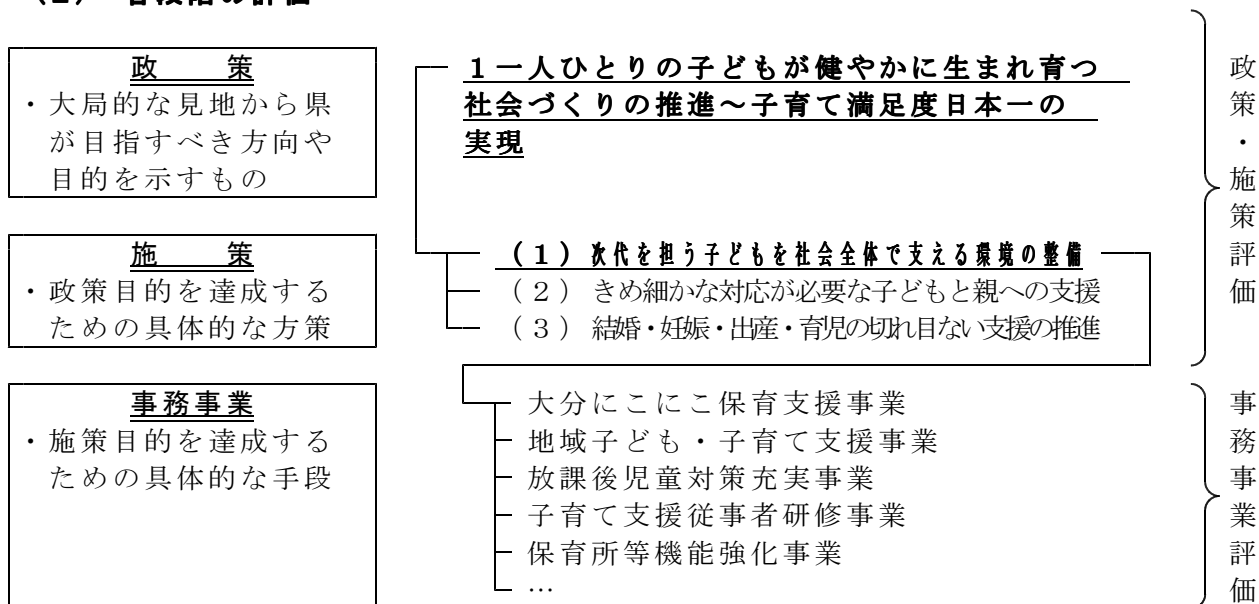 政　　策
・大局的な見地から県
が目指すべき方向や
目的を示すもの
１一人ひとりの子どもが健やかに生まれ育つ
社会づくりの推進～子育て満足度日本一の
実現
施　　策
・政策目的を達成する
ための具体的な方策
（１）次代を担う子どもを社会全体で支える環境の整備
（２）きめ細かな対応が必要な子どもと親への支援
（３）結婚・妊娠・出産・育児の切れ目ない支援の推進
政策・施策評価
事務事業
・施策目的を達成する
ための具体的な手段
大分にこにこ保育支援事業
地域子ども・子育て支援事業
放課後児童対策充実事業
子育て支援従事者研修事業
保育所等機能強化事業
…
事務事業評価